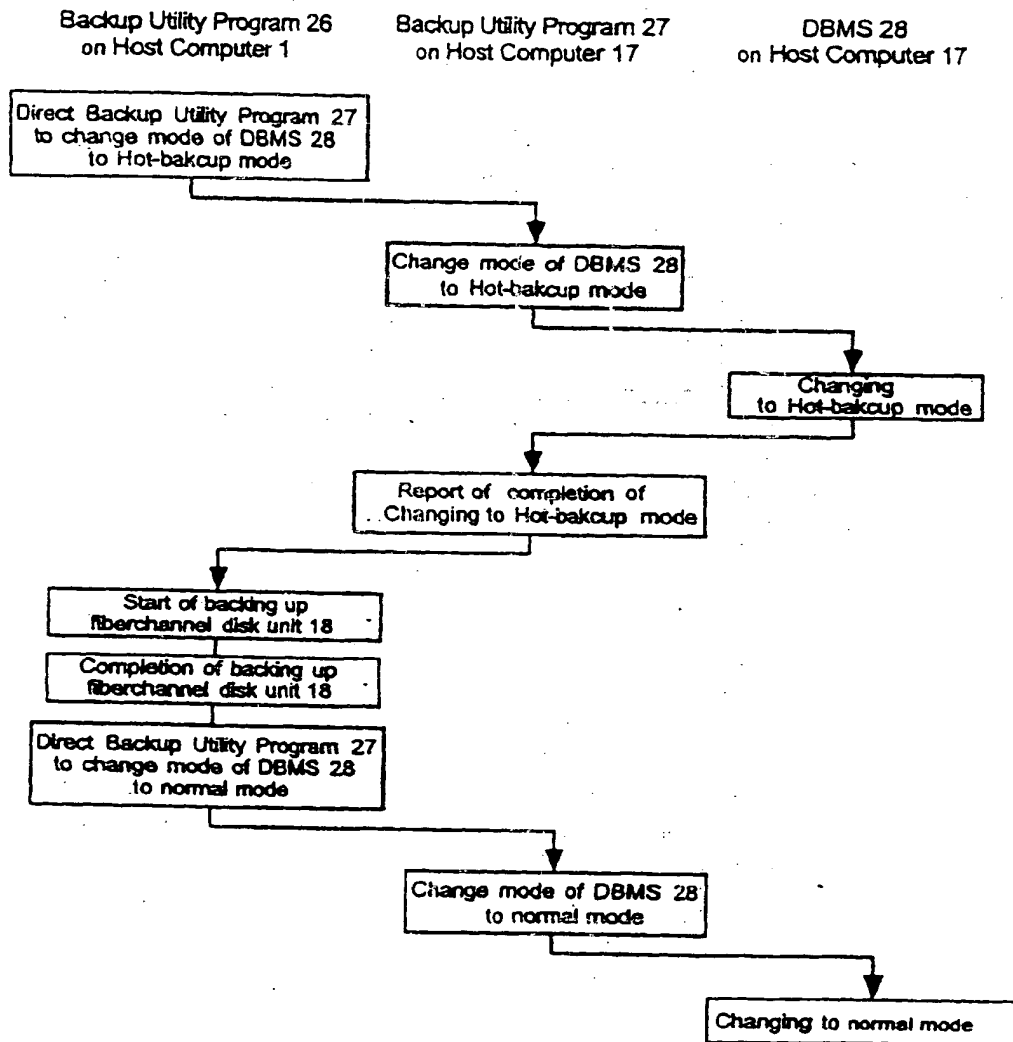 Backup Utility Program 26
on Host Computer 1
Backup Utility Program 27
on Host Computer 17
DBMS 28
on Host Computer 17
Direct Backup Utility Program 27
to change mode of DBMS 28
to Hot-bakcup mode
Change mode of DBMS 28
to Hot-bakcup mode
Changing
to Hot-bakcup mode
Report of completion of
Changing to Hot-bakcup mode
Start of backing up
fiberchannel disk unit 18
Completion of backing up
fiberchannel disk unit 18
Direct Backup Utility Program 27
to change mode of DBMS 28
to normal mode
Change mode of DBMS 28
to normal mode
Changing to normal mode